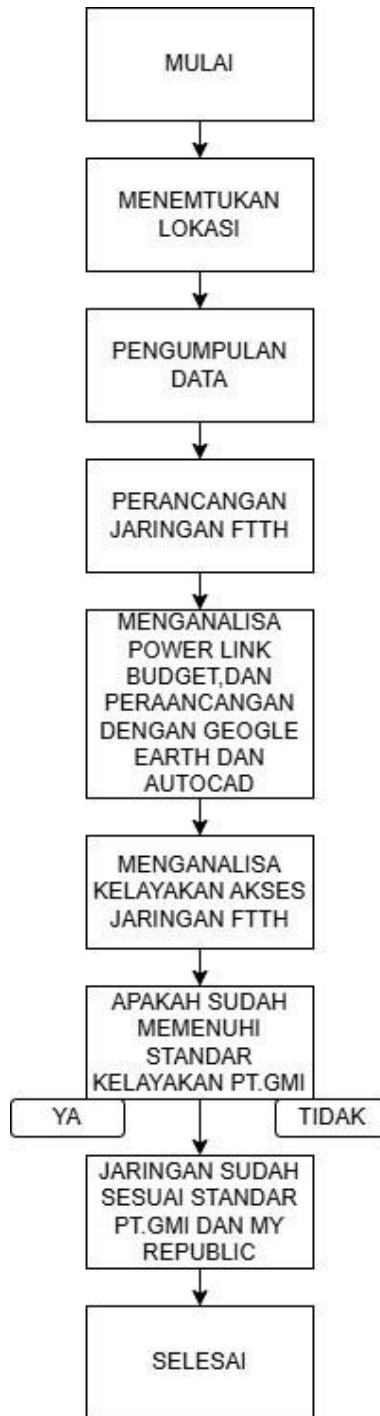 MULAI
MENEMTUKAN
LOKASI
PENGUMPULAN
DATA
PERANCANGAN
JARINGAN FTTH
MENGANALISA
POWER LINK
BUDGET,DAN
PERAANCANGAN
DENGAN GEOGLE
EARTH DAN
AUTOCAD
MENGANALISA
KELAYAKAN AKSES
JARINGAN FTTH
APAKAH SUDAH
MEMENUHI
STANDAR
KELAYAKAN PT.GMI
YA
TIDAK
JARINGAN SUDAH
SESUAI STANDAR
PT.GMI DAN MY
REPUBLIC
SELESAI